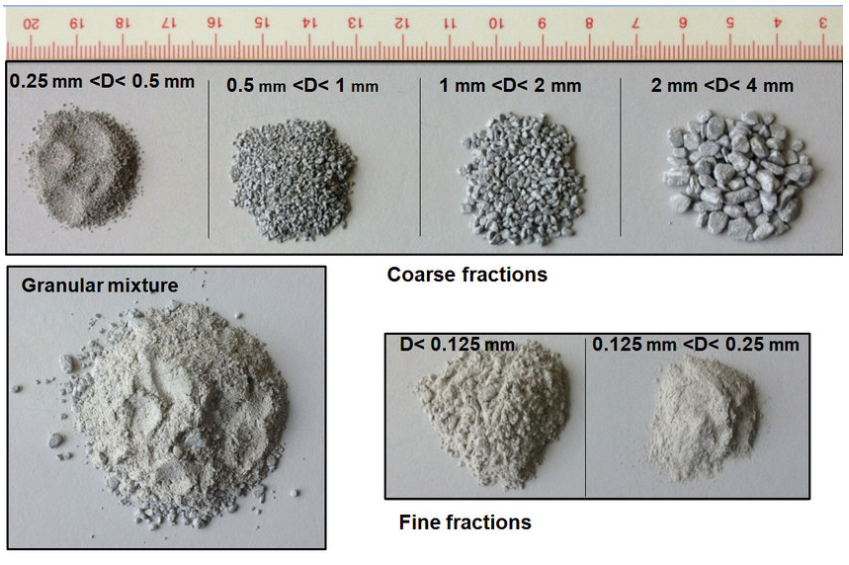 20 19 18 17 16 15 14 13 12 11 10 9 8 7 6 5 4 3
0.25 mm <D< 0.5 mm
0.5 mm <D< 1 mm
1 mm <D< 2 mm
2 mm <D< 4 mm
Coarse fractions
Granular mixture
D< 0.125 mm
0.125 mm <D< 0.25 mm
Fine fractions